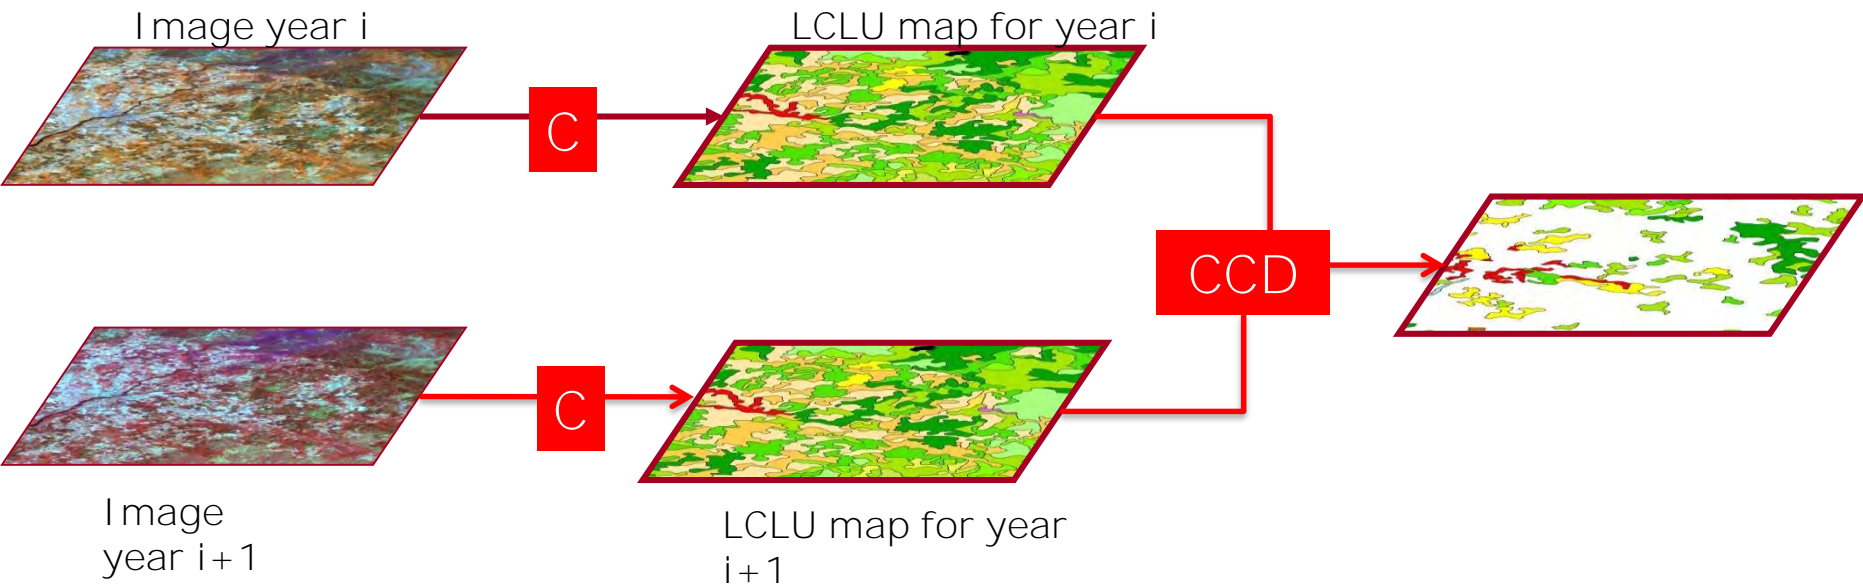 Image year i
LCLU map for year i
C
CCD
C
Image
year i+1
LCLU map for year
i+1